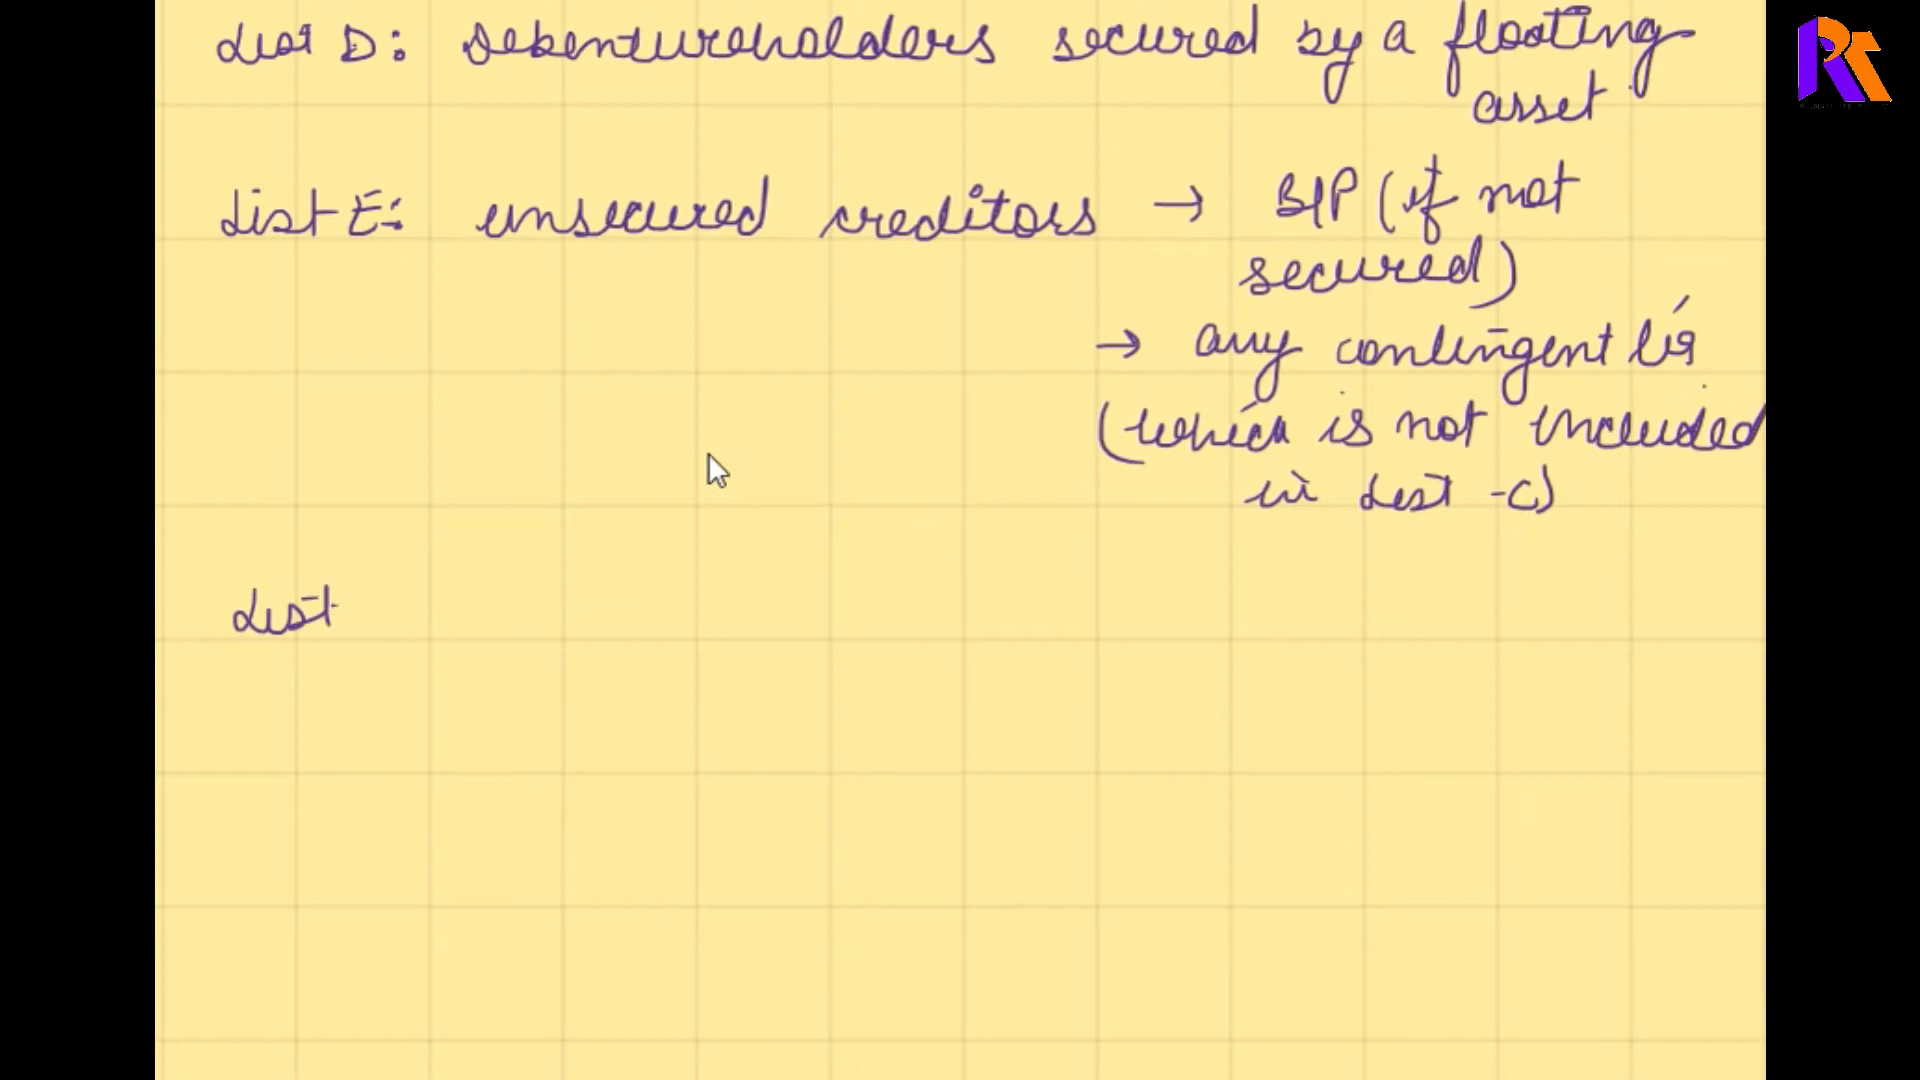 List D: Debentureholders secured by a floating
asset
List E: unsecured creditors → B/P (if not
secured)
→ any contingent lia
(which is not included
in List -C)
List